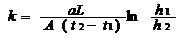 k = aL / A ( t2 − t1) ln h1 / h2